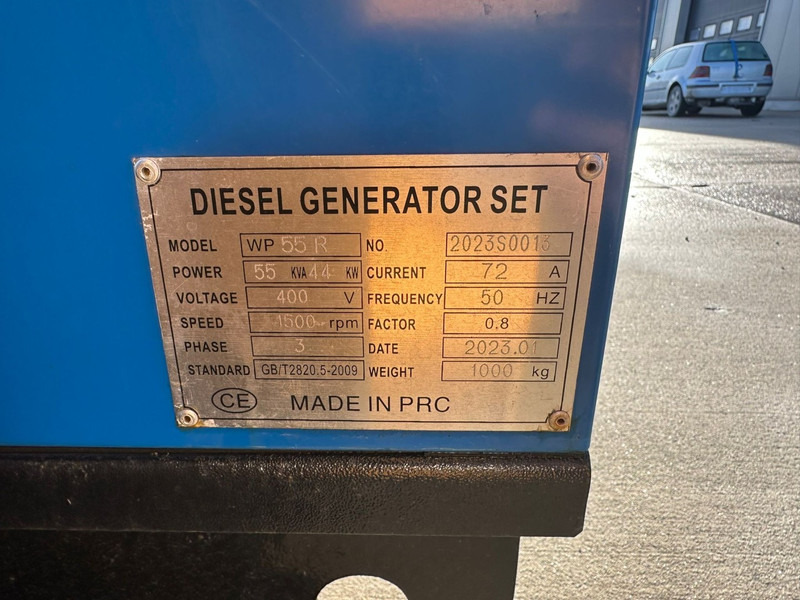 DIESEL GENERATOR SET
MODEL WP 55 R NO. 2023S0013
POWER 55 KVA 44 KW CURRENT 72 A
VOLTAGE 400 V FREQUENCY 50 HZ
SPEED 1500 rpm FACTOR 0.8
PHASE 3 DATE 2023.01
STANDARD GB/T2820.5-2009 WEIGHT 1000 kg
CE MADE IN PRC